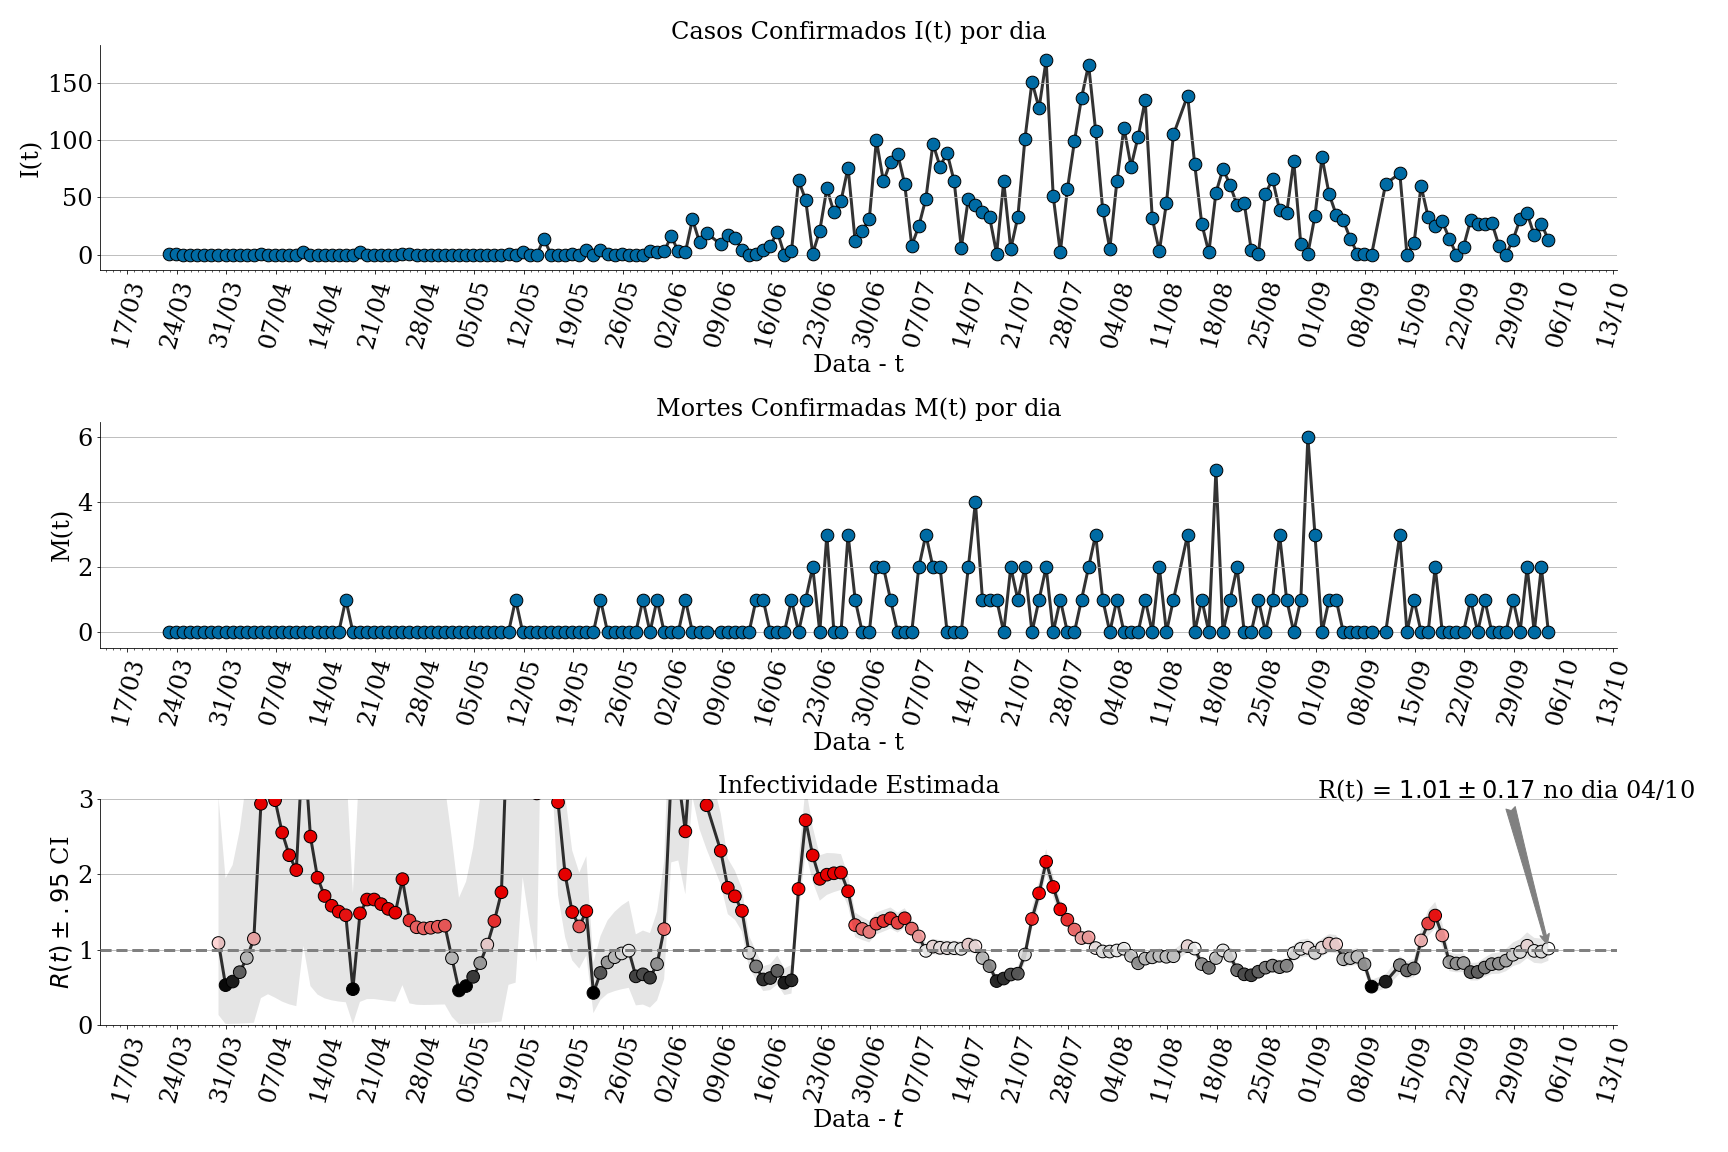 Casos Confirmados I(t) por dia
150
100
50
0
I(t)
17/03 24/03 31/03 07/04 14/04 21/04 28/04 05/05 12/05 19/05 26/05 02/06 09/06 16/06 23/06 30/06 07/07 14/07 21/07 28/07 04/08 11/08 18/08 25/08 01/09 08/09 15/09 22/09 29/09 06/10 13/10
Data - t
Mortes Confirmadas M(t) por dia
6
4
2
0
M(t)
17/03 24/03 31/03 07/04 14/04 21/04 28/04 05/05 12/05 19/05 26/05 02/06 09/06 16/06 23/06 30/06 07/07 14/07 21/07 28/07 04/08 11/08 18/08 25/08 01/09 08/09 15/09 22/09 29/09 06/10 13/10
Data - t
Infectividade Estimada
R(t) = 1.01 ± 0.17 no dia 04/10
3
2
1
0
R(t) ± .95 CI
17/03 24/03 31/03 07/04 14/04 21/04 28/04 05/05 12/05 19/05 26/05 02/06 09/06 16/06 23/06 30/06 07/07 14/07 21/07 28/07 04/08 11/08 18/08 25/08 01/09 08/09 15/09 22/09 29/09 06/10 13/10
Data - t